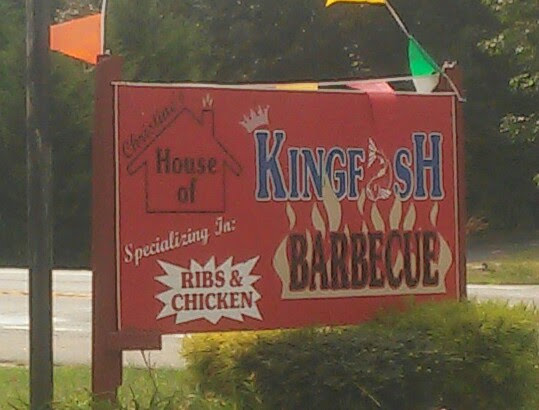 Christine's
House
of
KINGFISH
BARBECUE
Specializing In:
RIBS &
CHICKEN